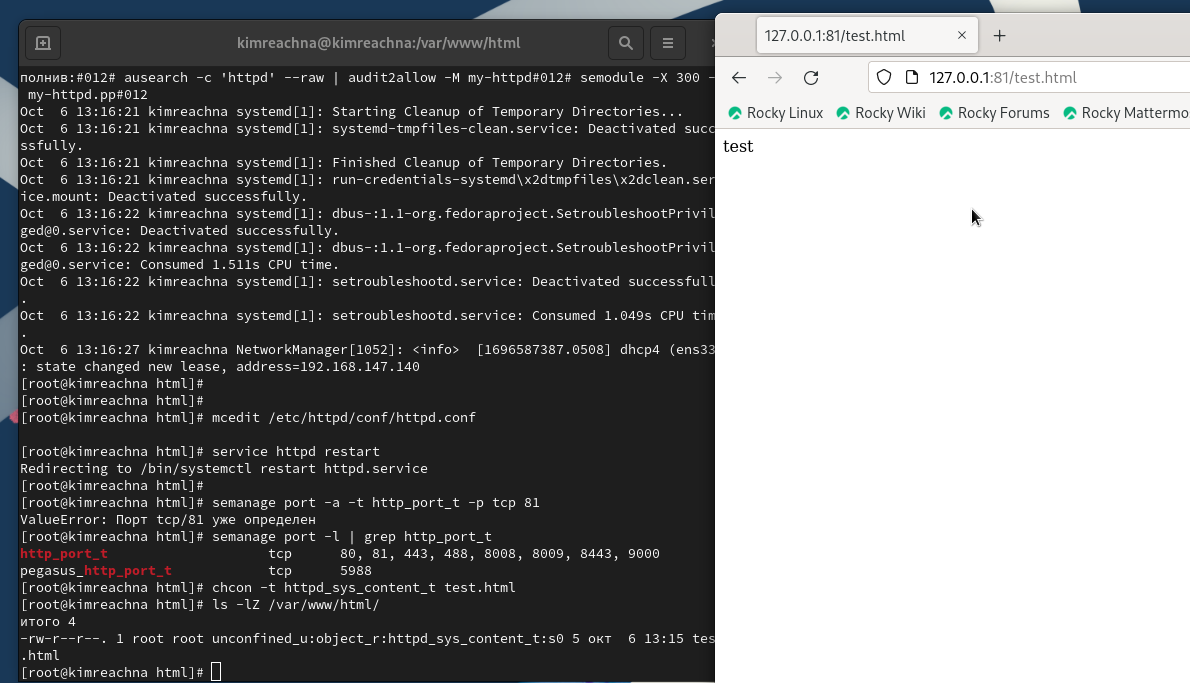 kimreachna@kimreachna:/var/www/html
полнив:#012# ausearch -c 'httpd' --raw | audit2allow -M my-httpd#012# semodule -X 300 -
my-httpd.pp#012
Oct  6 13:16:21 kimreachna systemd[1]: Starting Cleanup of Temporary Directories...
Oct  6 13:16:21 kimreachna systemd[1]: systemd-tmpfiles-clean.service: Deactivated succ
ssfully.
Oct  6 13:16:21 kimreachna systemd[1]: Finished Cleanup of Temporary Directories.
Oct  6 13:16:21 kimreachna systemd[1]: run-credentials-systemd\x2dtmpfiles\x2dclean.ser
ice.mount: Deactivated successfully.
Oct  6 13:16:22 kimreachna systemd[1]: dbus-:1.1-org.fedoraproject.SetroubleshootPrivil
ged@0.service: Deactivated successfully.
Oct  6 13:16:22 kimreachna systemd[1]: dbus-:1.1-org.fedoraproject.SetroubleshootPrivil
ged@0.service: Consumed 1.511s CPU time.
Oct  6 13:16:22 kimreachna systemd[1]: setroubleshootd.service: Deactivated successfull
.
Oct  6 13:16:22 kimreachna systemd[1]: setroubleshootd.service: Consumed 1.049s CPU tim
.
Oct  6 13:16:27 kimreachna NetworkManager[1052]: <info>  [1696587387.0508] dhcp4 (ens33
: state changed new lease, address=192.168.147.140
[root@kimreachna html]#
[root@kimreachna html]#
[root@kimreachna html]# mcedit /etc/httpd/conf/httpd.conf
[root@kimreachna html]# service httpd restart
Redirecting to /bin/systemctl restart httpd.service
[root@kimreachna html]#
[root@kimreachna html]# semanage port -a -t http_port_t -p tcp 81
ValueError: Порт tcp/81 уже определен
[root@kimreachna html]# semanage port -l | grep http_port_t
http_port_t                    tcp      80, 81, 443, 488, 8008, 8009, 8443, 9000
pegasus_http_port_t            tcp      5988
[root@kimreachna html]# chcon -t httpd_sys_content_t test.html
[root@kimreachna html]# ls -lZ /var/www/html/
итого 4
-rw-r--r--. 1 root root unconfined_u:object_r:httpd_sys_content_t:s0 5 окт  6 13:15 tes
.html
[root@kimreachna html]#
127.0.0.1:81/test.html
127.0.0.1:81/test.html
Rocky Linux Rocky Wiki Rocky Forums Rocky Mattermo
test